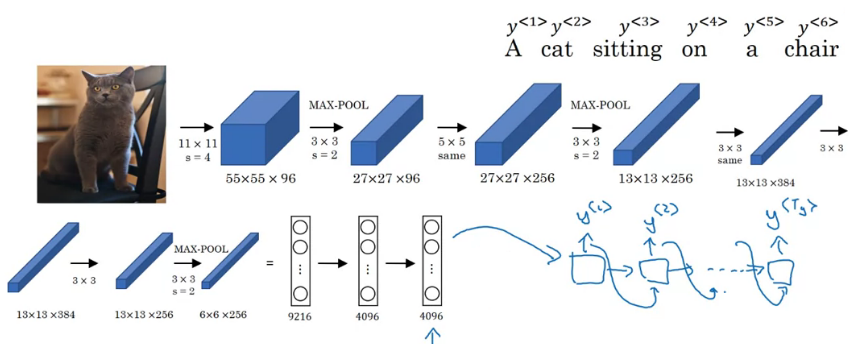 y<1> y<2> y<3> y<4> y<5> y<6>
A cat sitting on a chair
11 × 11
s = 4
55×55 × 96
MAX-POOL
3 × 3
s = 2
27×27 ×96
5 × 5
same
27×27 ×256
MAX-POOL
3 × 3
s = 2
13×13 ×256
3 × 3
same
13×13 ×384
3 × 3
13×13 ×384
3 × 3
13×13 ×256
MAX-POOL
3 × 3
s = 2
6×6 ×256
=
9216
4096
4096
y<1>
y<2>
y<Ty>